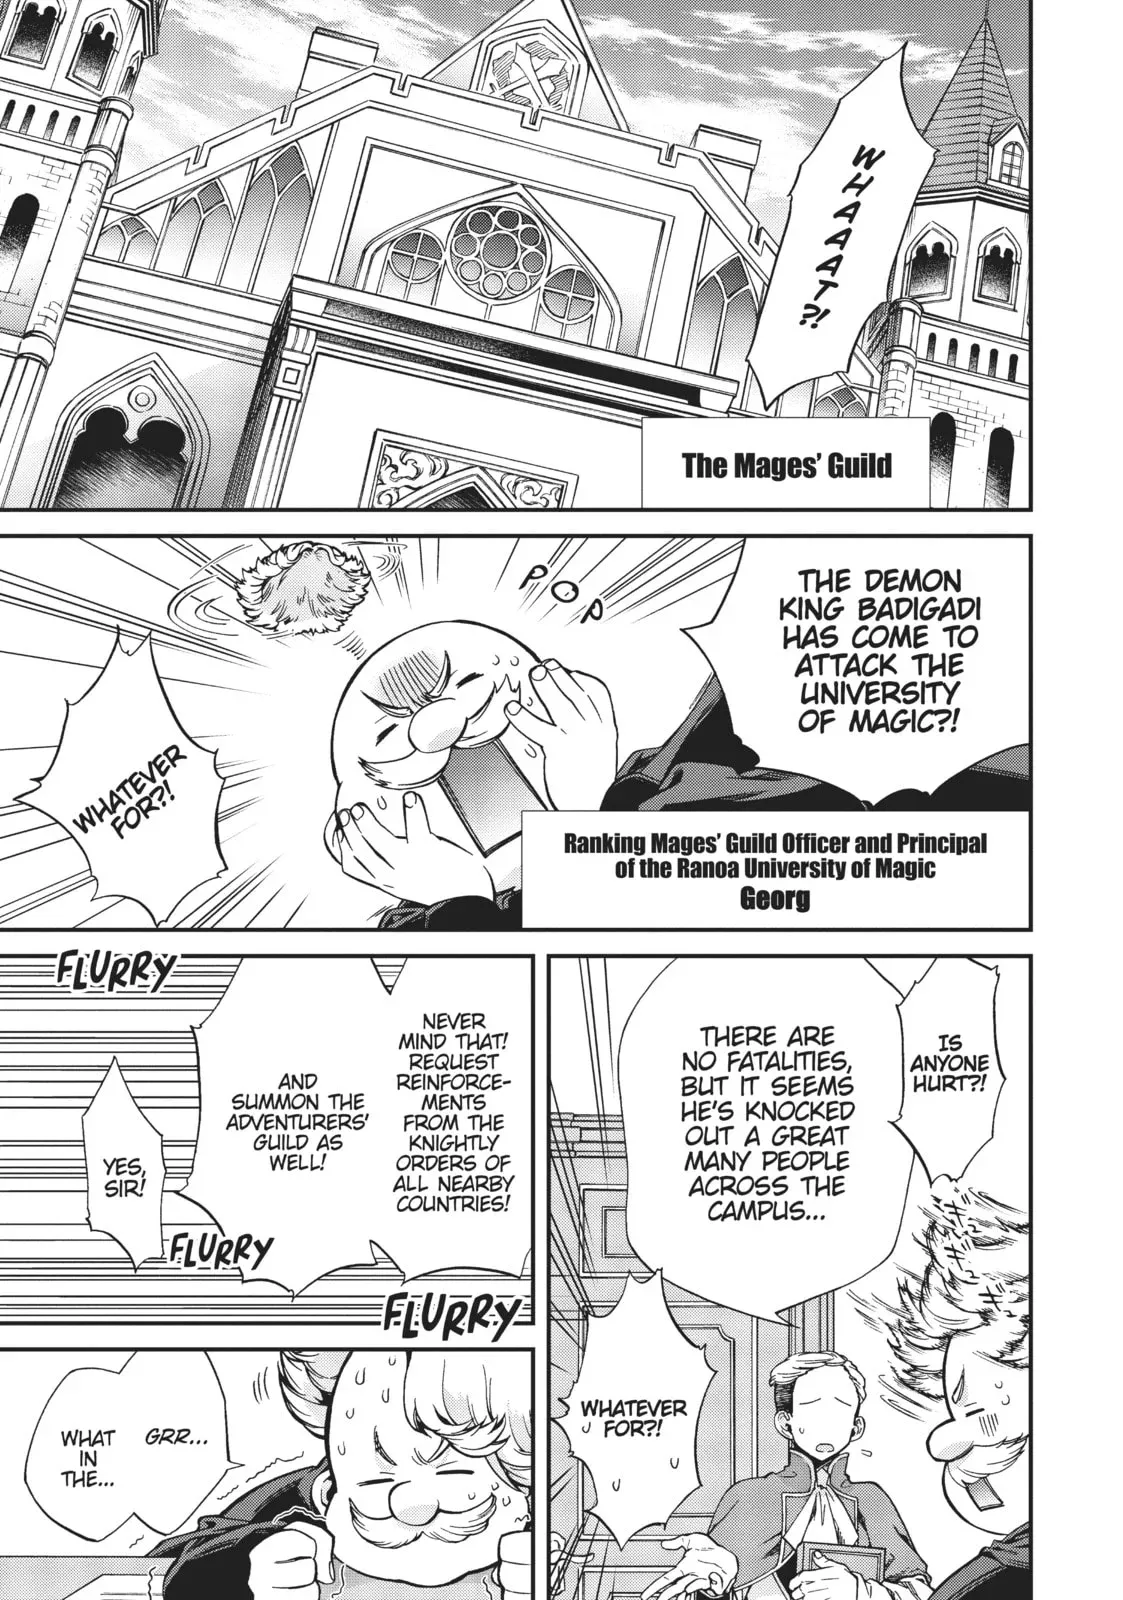 WHAAAT?!
The Mages' Guild
THE DEMON
KING BADIGADI
HAS COME TO
ATTACK THE
UNIVERSITY
OF MAGIC?!
POP
WHATEVER
FOR?!
Ranking Mages' Guild Officer and Principal
of the Ranoa University of Magic
Georg
IS
ANYONE
HURT?!
THERE ARE
NO FATALITIES,
BUT IT SEEMS
HE'S KNOCKED
OUT A GREAT
MANY PEOPLE
ACROSS THE
CAMPUS...
WHATEVER
FOR?!
NEVER
MIND THAT!
REQUEST
REINFORCE-
MENTS
FROM THE
KNIGHTLY
ORDERS OF
ALL NEARBY
COUNTRIES!
AND
SUMMON THE
ADVENTURERS'
GUILD AS
WELL!
FLURRY
YES,
SIR!
FLURRY
FLURRY
GRR...
WHAT
IN
THE...